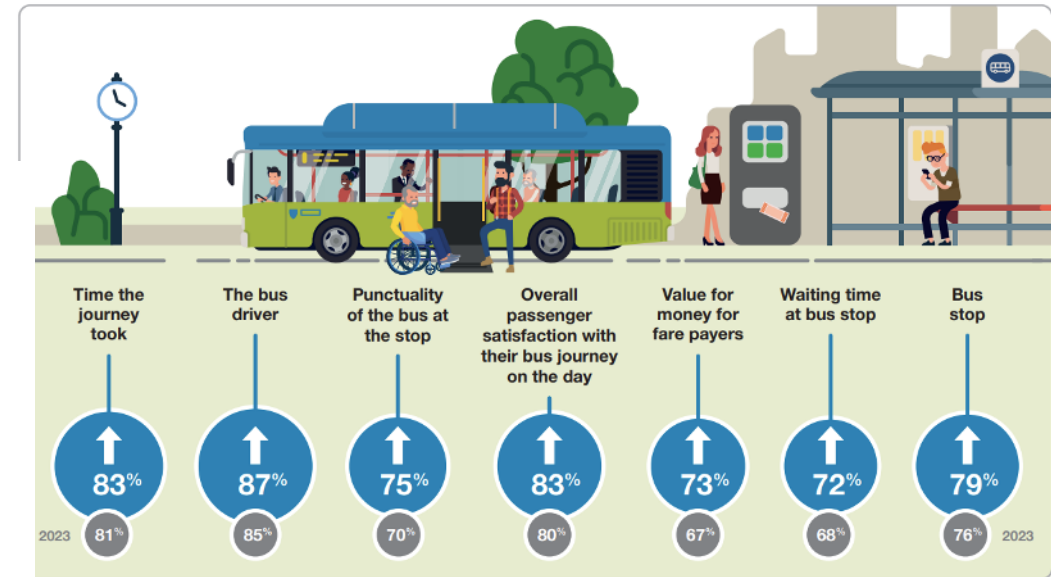 Time the
journey
took
The bus
driver
Punctuality
of the bus at
the stop
Overall
passenger
satisfaction with
their bus journey
on the day
Value for
money for
fare payers
Waiting time
at bus stop
Bus
stop
83%
87%
75%
83%
73%
72%
79%
2023 81% 85% 70% 80% 67% 68% 76% 2023